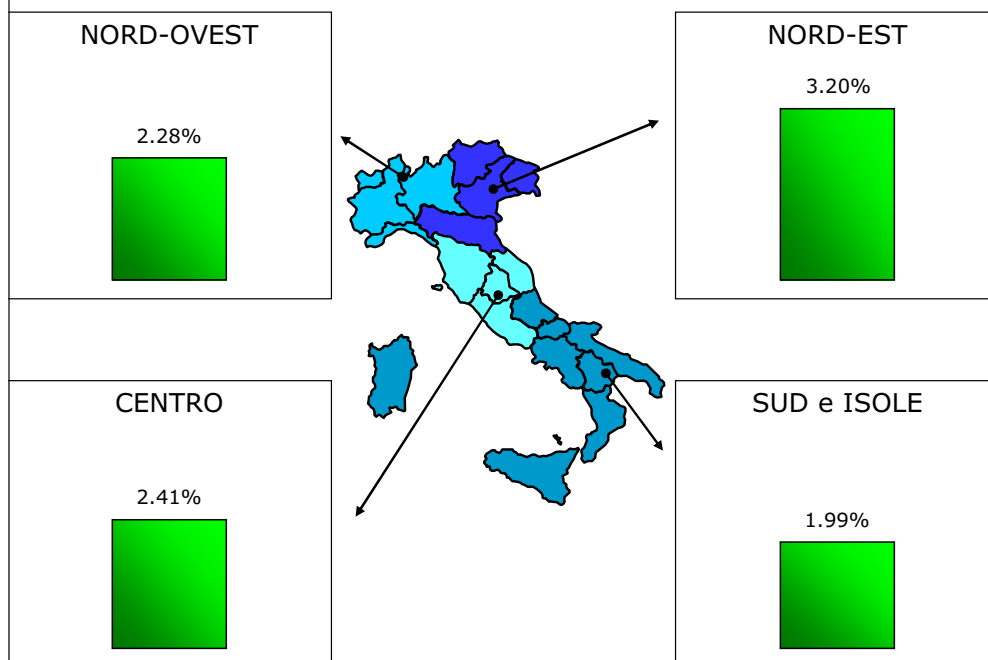 NORD-OVEST
2.28%
NORD-EST
3.20%
CENTRO
2.41%
SUD e ISOLE
1.99%